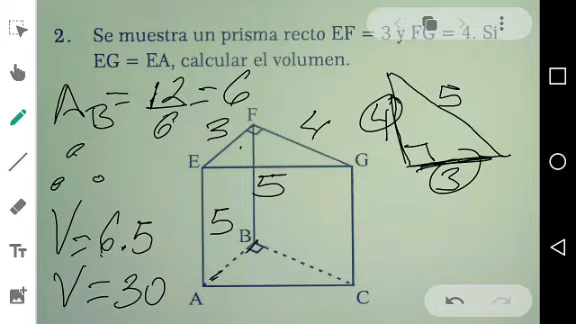 2. Se muestra un prisma recto EF = 3 y FG = 4. Si
EG = EA, calcular el volumen.
A_B = 12/6 = 6
F
3
4
E
G
5
5
B
A
C
V = 6.5
V = 30
5
4
3
Tt